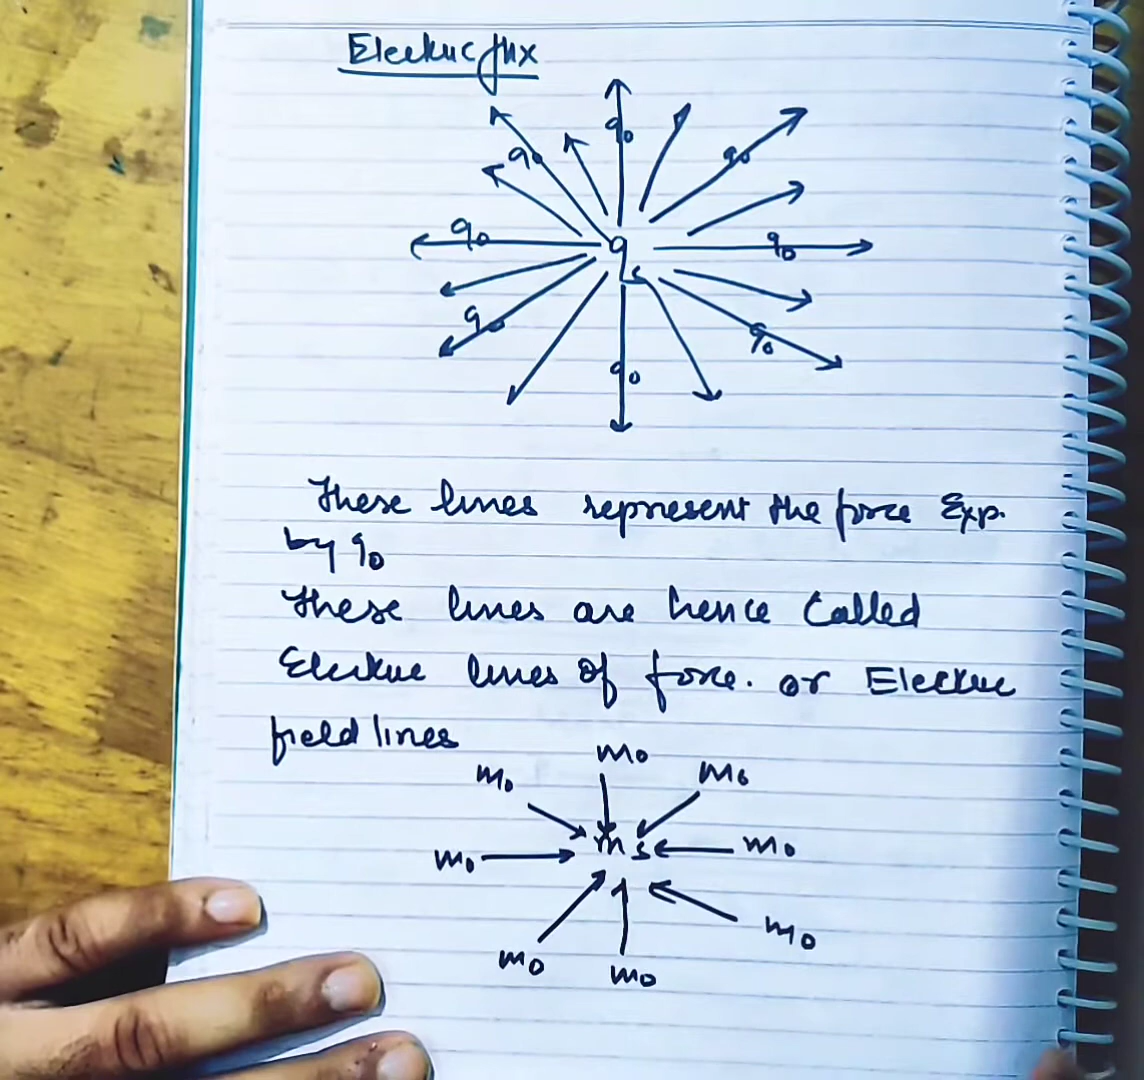 Electric flux
q₀
q₀ q₀
q₀ qs q₀
q₀ q₀
q₀
These lines represent the force Exp.
by q₀
These lines are hence Called
Electric lines of force. or Electric
field lines
m₀ m₀ m₀
m₀ ms m₀
m₀ m₀ m₀